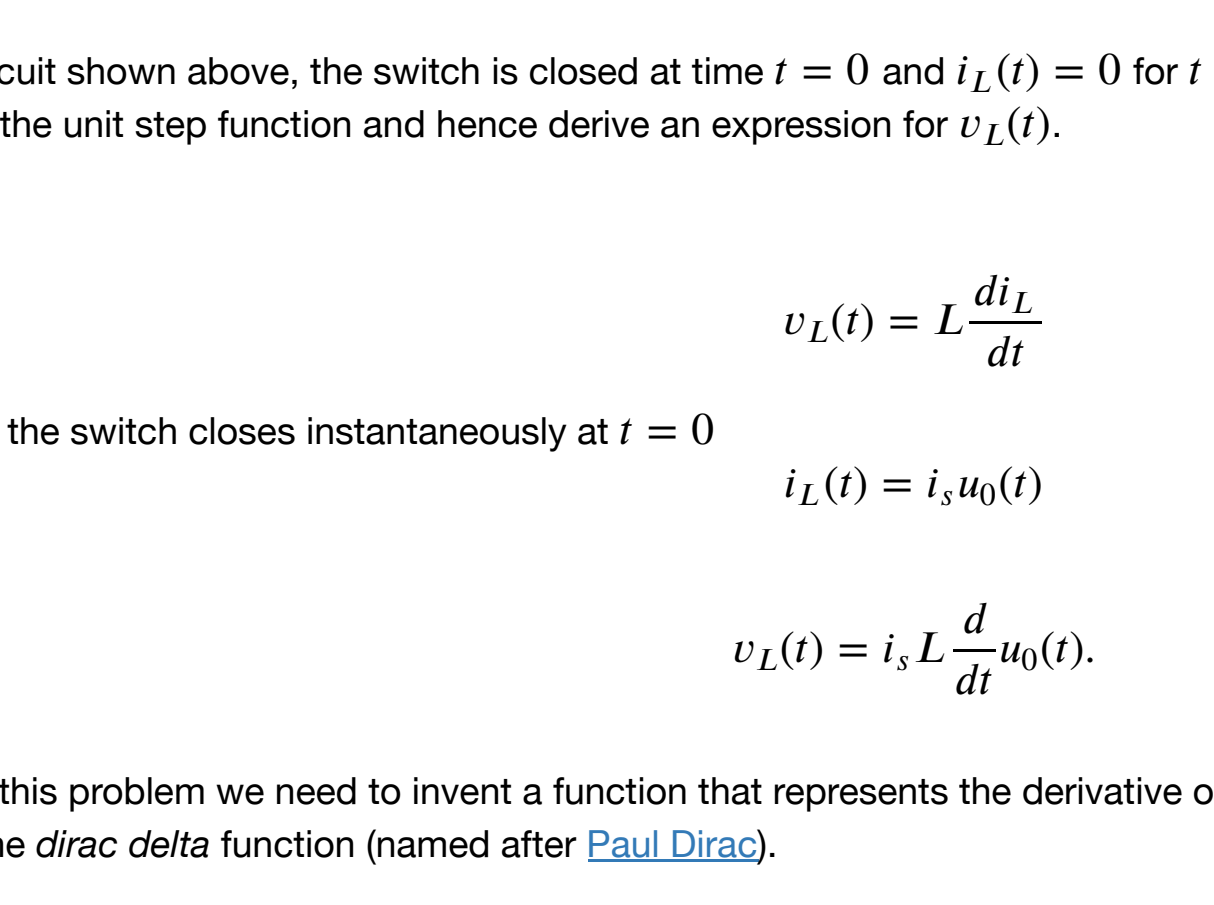 cuit shown above, the switch is closed at time t = 0 and i_L(t) = 0 for t
the unit step function and hence derive an expression for v_L(t).
v_L(t) = L di_L/dt
the switch closes instantaneously at t = 0
i_L(t) = i_s u_0(t)
v_L(t) = i_s L d/dt u_0(t).
this problem we need to invent a function that represents the derivative o
e dirac delta function (named after Paul Dirac).